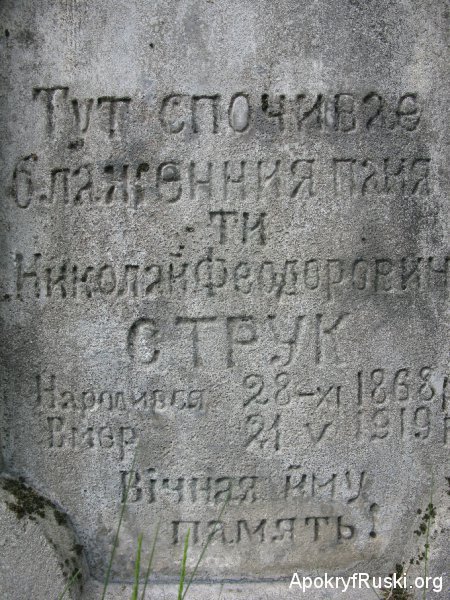 Тут спочивае
блаженния памя
ти
Николай Феодорович
СТРУК
Народився 28-XI 1868 р
Вмер 21 V 1919 р
Вічная йму
память!
ApokryfRuski.org